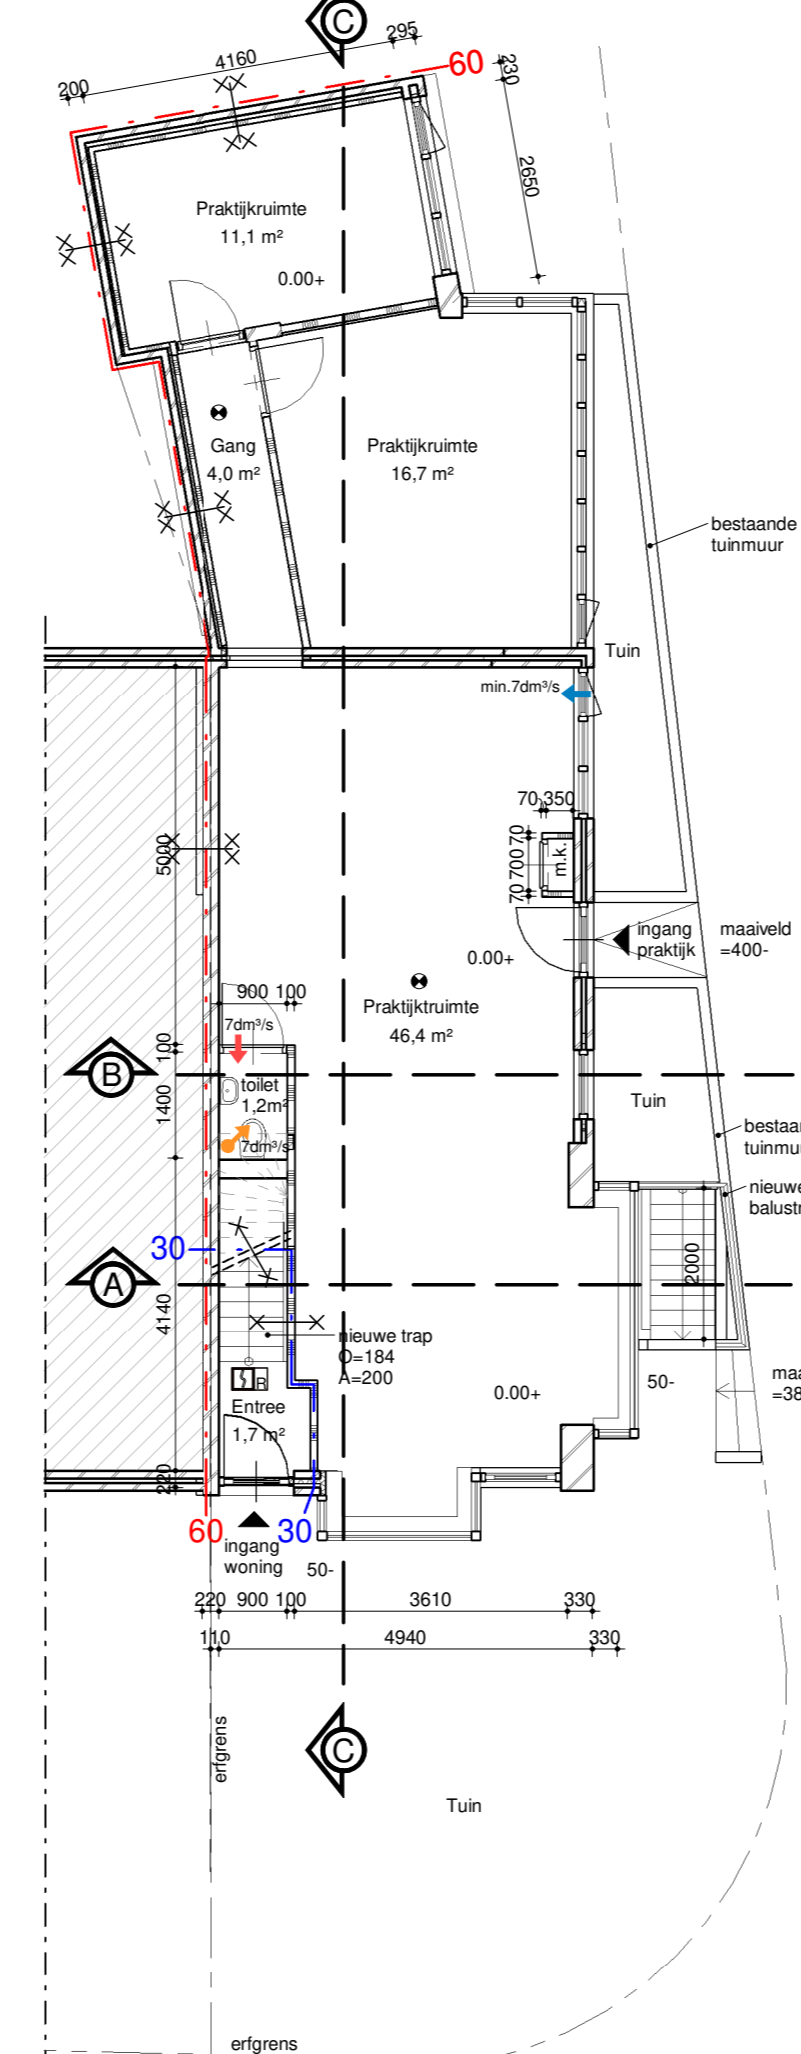 C
295
4160
60
230
200
2650
Praktijkruimte
11,1 m²
0.00+
Gang
4,0 m²
Praktijkruimte
16,7 m²
bestaande
tuinmuur
Tuin
min.7dm³/s
70 350
5000
70
700
70
m.k.
ingang
praktijk
maaiveld
=400-
0.00+
900 100
Praktijktruimte
46,4 m²
7dm³/s
100
B
toilet
1,2m²
1400
Tuin
7dm³/s
nieuwe
30
2000
A
4140
nieuwe trap
O=184
A=200
R
Entree
1,7 m²
0.00+
50-
220
60
30
ingang
woning
50-
220 900 100 3610 330
110 4940 330
erfgrens
C
Tuin
erfgrens